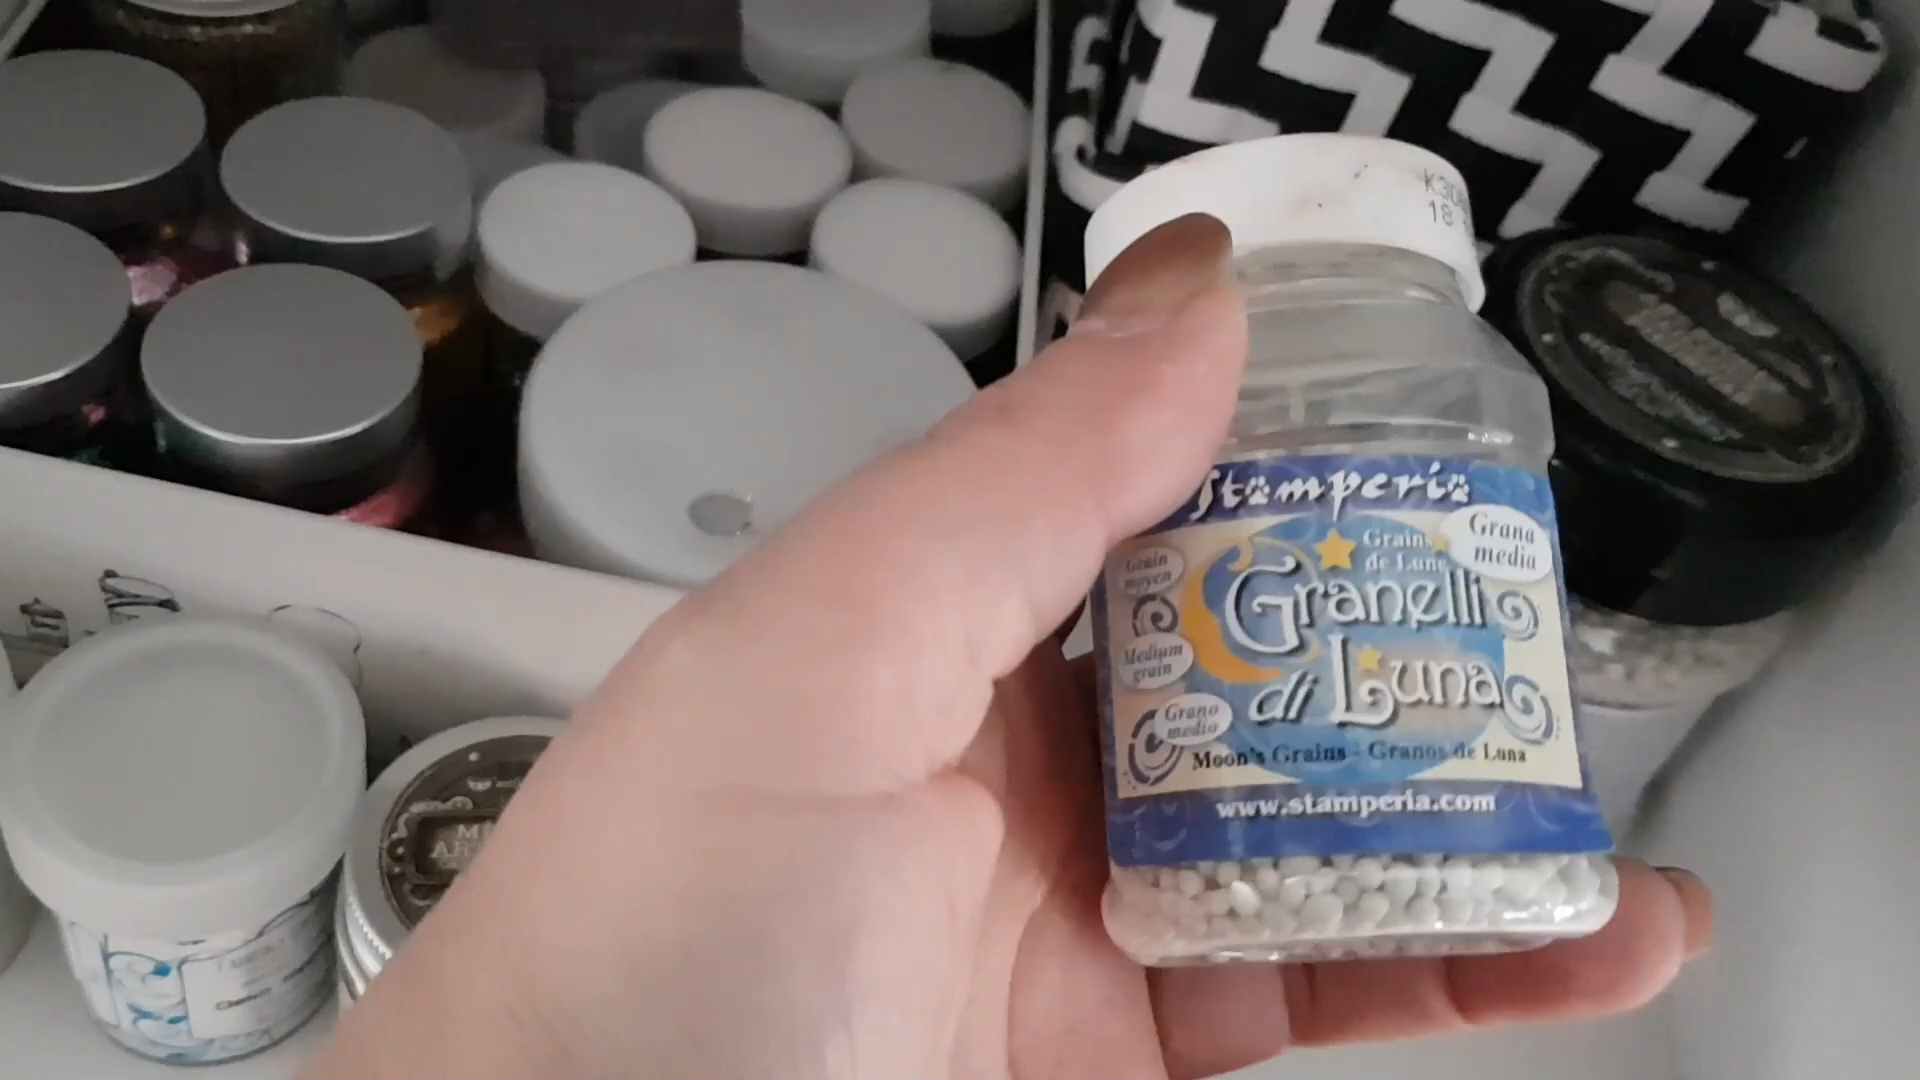 18
Stamperia
Grana
media
Grains
de Lune
Grain
moyen
Granelli
di Luna
Medium
grain
Grano
medio
Moon's Grains - Granos de Luna
www.stamperia.com